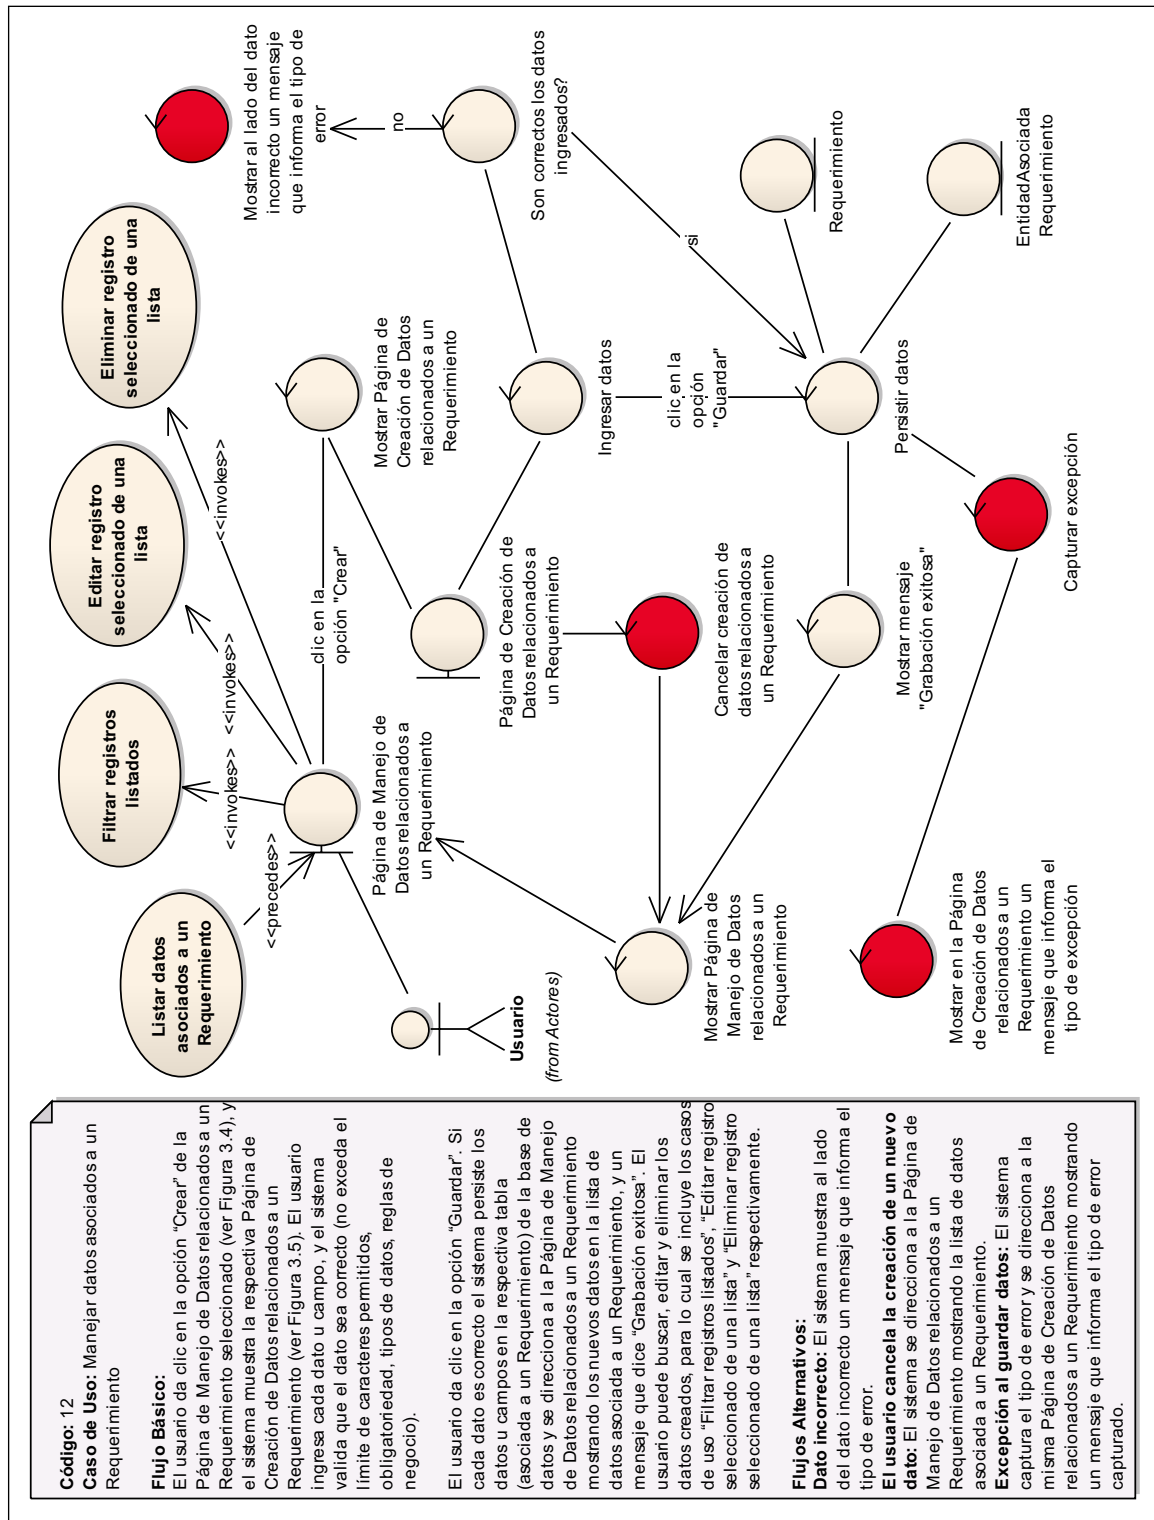 Código: 12
Caso de Uso: Manejar datos asociados a un
Requerimiento
Flujo Básico:
El usuario da clic en la opción “Crear” de la
Página de Manejo de Datos relacionados a un
Requerimiento seleccionado (ver Figura 3.4), y
el sistema muestra la respectiva Página de
Creación de Datos relacionados a un
Requerimiento (ver Figura 3.5). El usuario
ingresa cada dato u campo, y el sistema
valida que el dato sea correcto (no exceda el
límite de caracteres permitidos,
obligatoriedad, tipos de datos, reglas de
negocio).
El usuario da clic en la opción “Guardar”. Si
cada dato es correcto el sistema persiste los
datos u campos en la respectiva tabla
(asociada a un Requerimiento) de la base de
datos y se direcciona a la Página de Manejo
de Datos relacionados a un Requerimiento
mostrando los nuevos datos en la lista de
datos asociada a un Requerimiento, y un
mensaje que dice “Grabación exitosa”. El
usuario puede buscar, editar y eliminar los
datos creados, para lo cual se incluye los casos
de uso “Filtrar registros listados”, “Editar registro
seleccionado de una lista” y “Eliminar registro
seleccionado de una lista” respectivamente.
Flujos Alternativos:
Dato incorrecto: El sistema muestra al lado
del dato incorrecto un mensaje que informa el
tipo de error.
El usuario cancela la creación de un nuevo
dato: El sistema se direcciona a la Página de
Manejo de Datos relacionados a un
Requerimiento mostrando la lista de datos
asociada a un Requerimiento.
Excepción al guardar datos: El sistema
captura el tipo de error y se direcciona a la
misma Página de Creación de Datos
relacionados a un Requerimiento mostrando
un mensaje que informa el tipo de error
capturado.
Listar datos
asociados a un
Requerimiento
<<precedes>>
Filtrar registros
listados
<<invokes>>
Editar registro
seleccionado de una
lista
<<invokes>>
Eliminar registro
seleccionado de una
lista
<<invokes>>
Usuario
(from Actores)
Página de Manejo de
Datos relacionados a
un Requerimiento
clic en la
opción "Crear"
Mostrar Página de
Creación de Datos
relacionados a un
Requerimiento
Página de Creación de
Datos relacionados a
un Requerimiento
Ingresar datos
Son correctos los datos
ingresados?
no
Mostrar al lado del dato
incorrecto un mensaje
que informa el tipo de
error
si
clic en la
opción
"Guardar"
Persistir datos
Requerimiento
EntidadAsociada
Requerimiento
Cancelar creación de
datos relacionados a
un Requerimiento
Mostrar mensaje
"Grabación exitosa"
Mostrar Página de
Manejo de Datos
relacionados a un
Requerimiento
Capturar excepción
Mostrar en la Página
de Creación de Datos
relacionados a un
Requerimiento un
mensaje que informa el
tipo de excepción